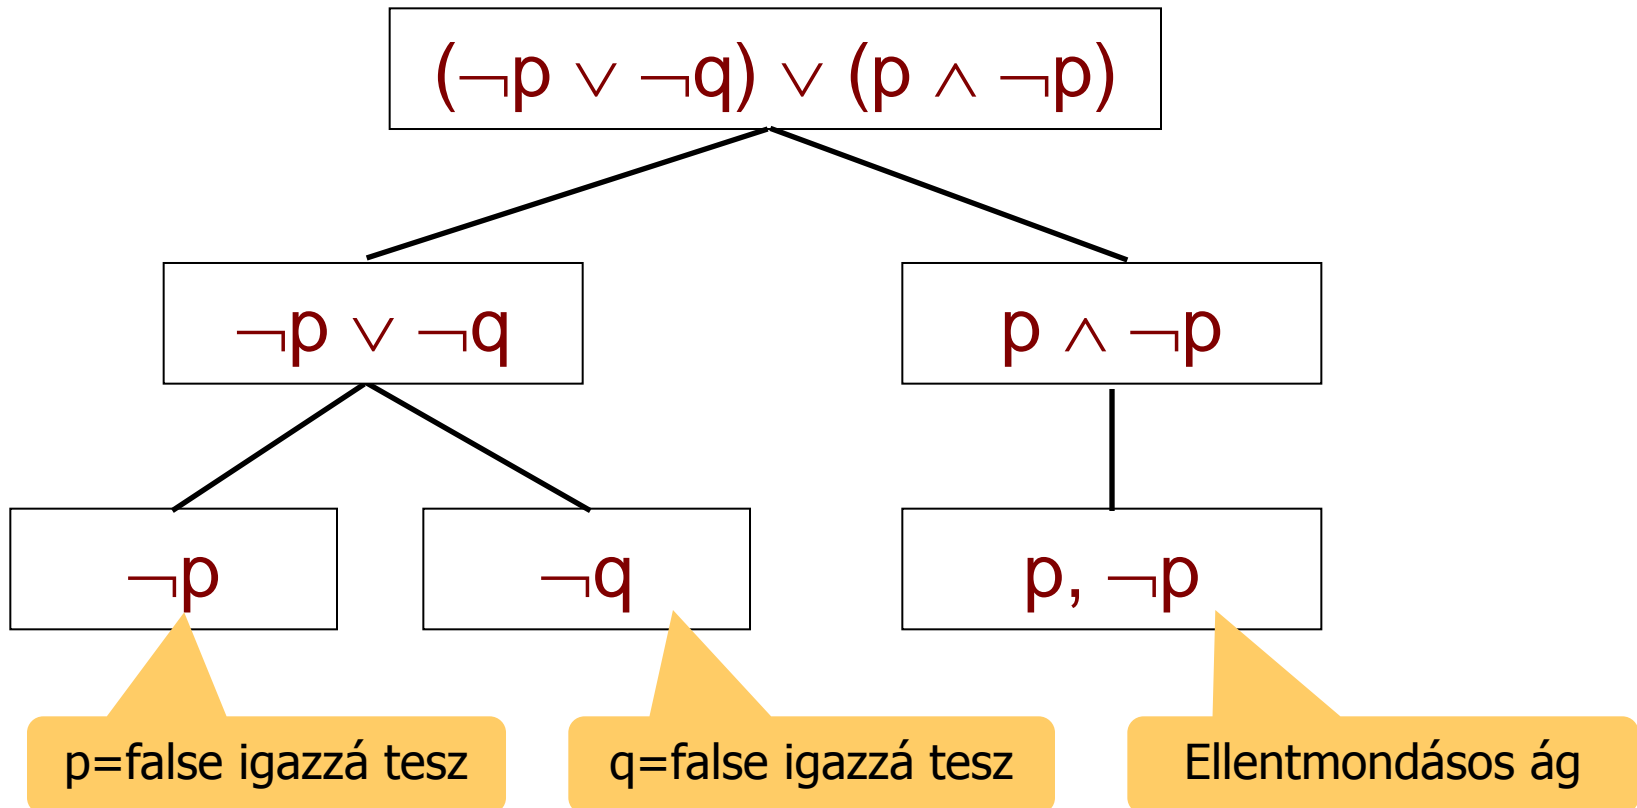 (¬p ∨ ¬q) ∨ (p ∧ ¬p)
¬p ∨ ¬q
p ∧ ¬p
¬p
¬q
p, ¬p
p=false igazzá tesz
q=false igazzá tesz
Ellentmondásos ág